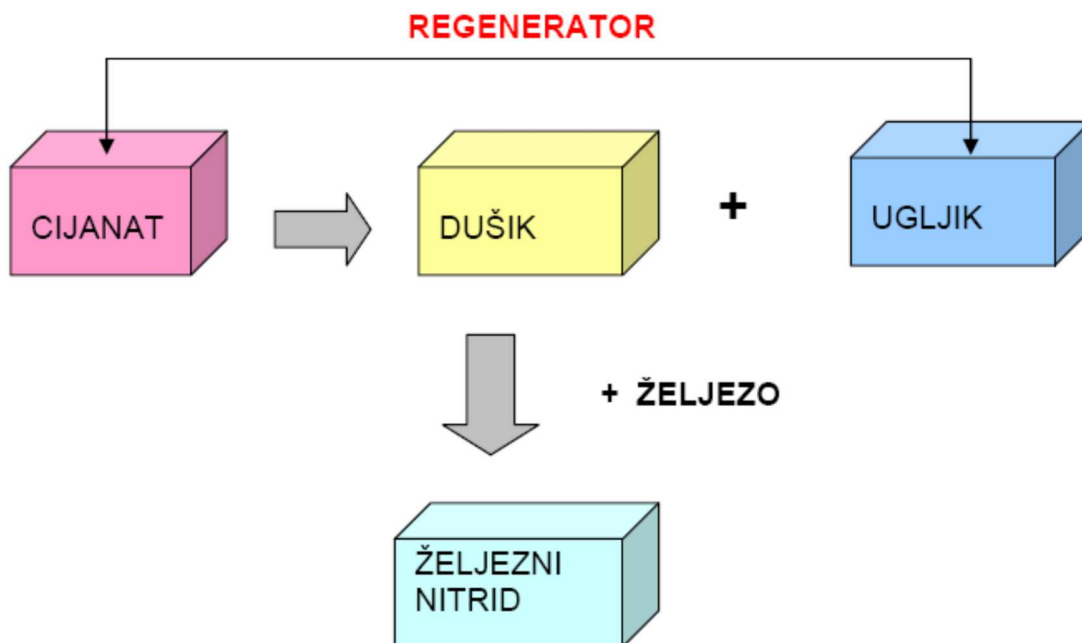 REGENERATOR
CIJANAT
DUŠIK
+
UGLJIK
+ ŽELJEZO
ŽELJEZNI
NITRID